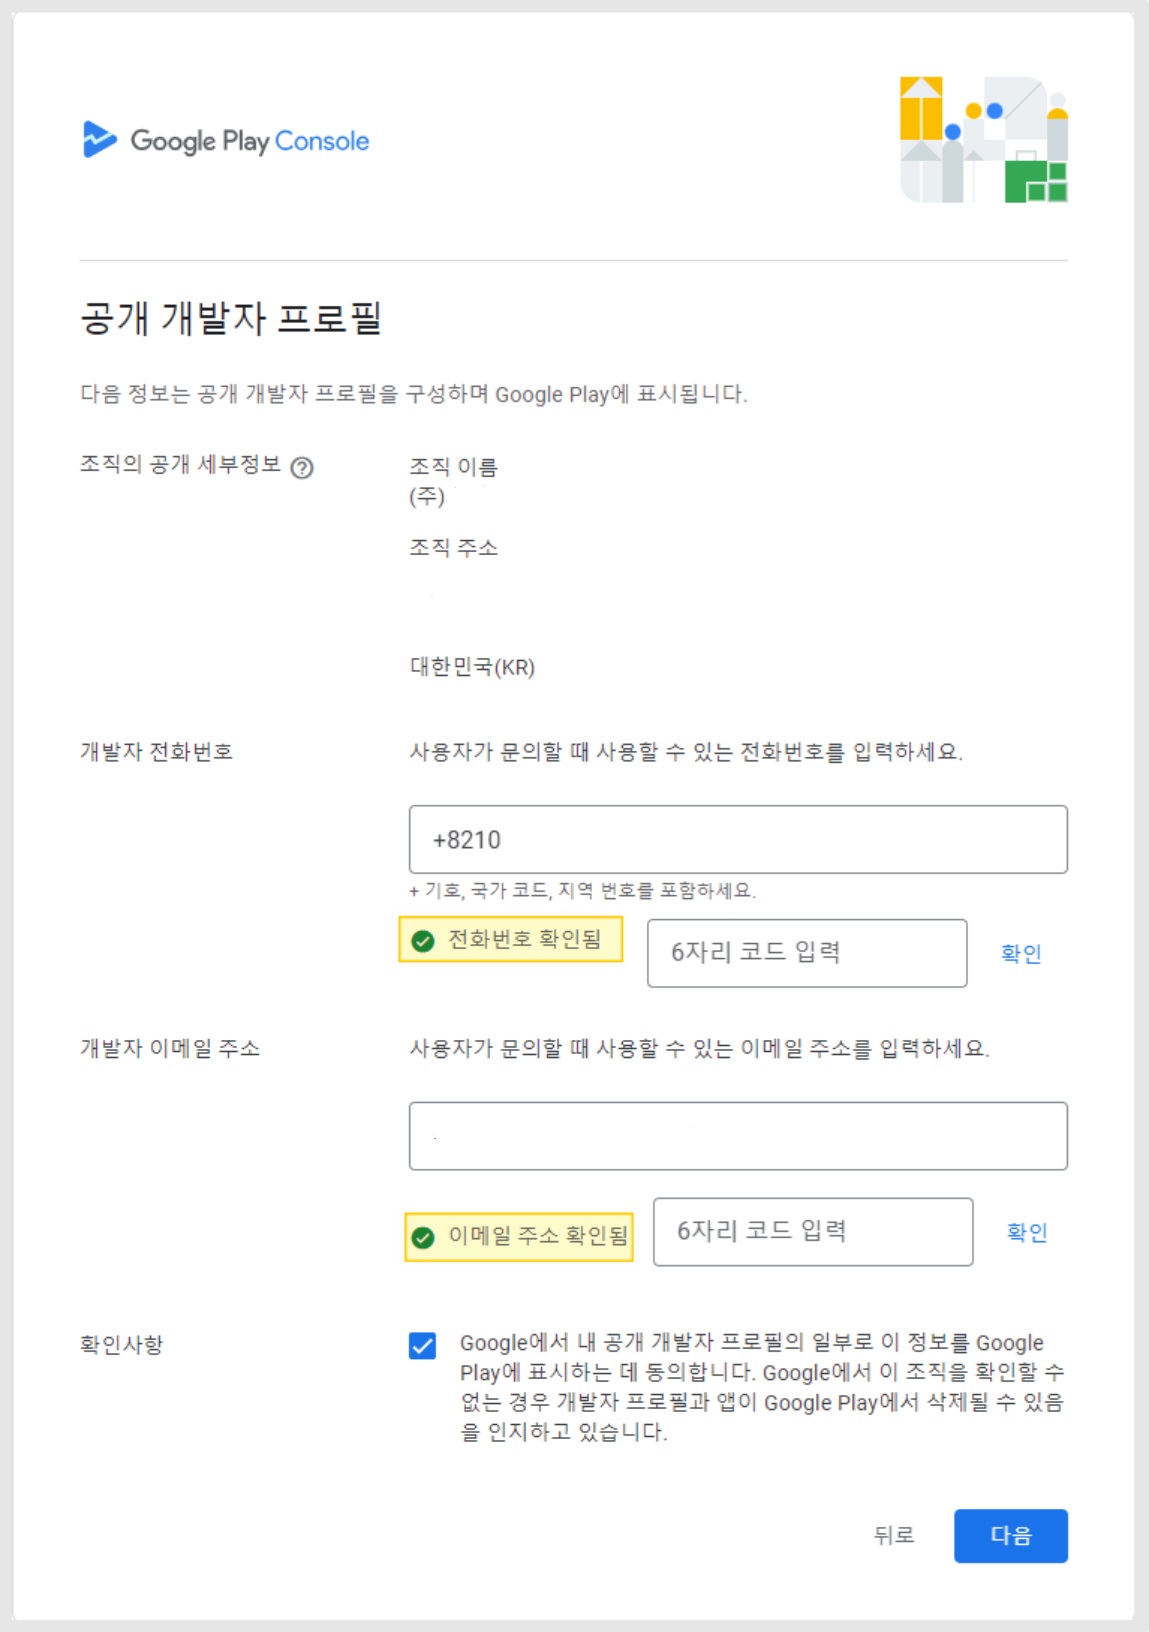 Google Play Console
공개 개발자 프로필
다음 정보는 공개 개발자 프로필을 구성하며 Google Play에 표시됩니다.
조직의 공개 세부정보 ?
조직 이름
(주)
조직 주소
대한민국(KR)
개발자 전화번호
사용자가 문의할 때 사용할 수 있는 전화번호를 입력하세요.
+8210
+ 기호, 국가 코드, 지역 번호를 포함하세요.
전화번호 확인됨
6자리 코드 입력
확인
개발자 이메일 주소
사용자가 문의할 때 사용할 수 있는 이메일 주소를 입력하세요.
이메일 주소 확인됨
6자리 코드 입력
확인
확인사항
Google에서 내 공개 개발자 프로필의 일부로 이 정보를 Google
Play에 표시하는 데 동의합니다. Google에서 이 조직을 확인할 수
없는 경우 개발자 프로필과 앱이 Google Play에서 삭제될 수 있음
을 인지하고 있습니다.
뒤로
다음